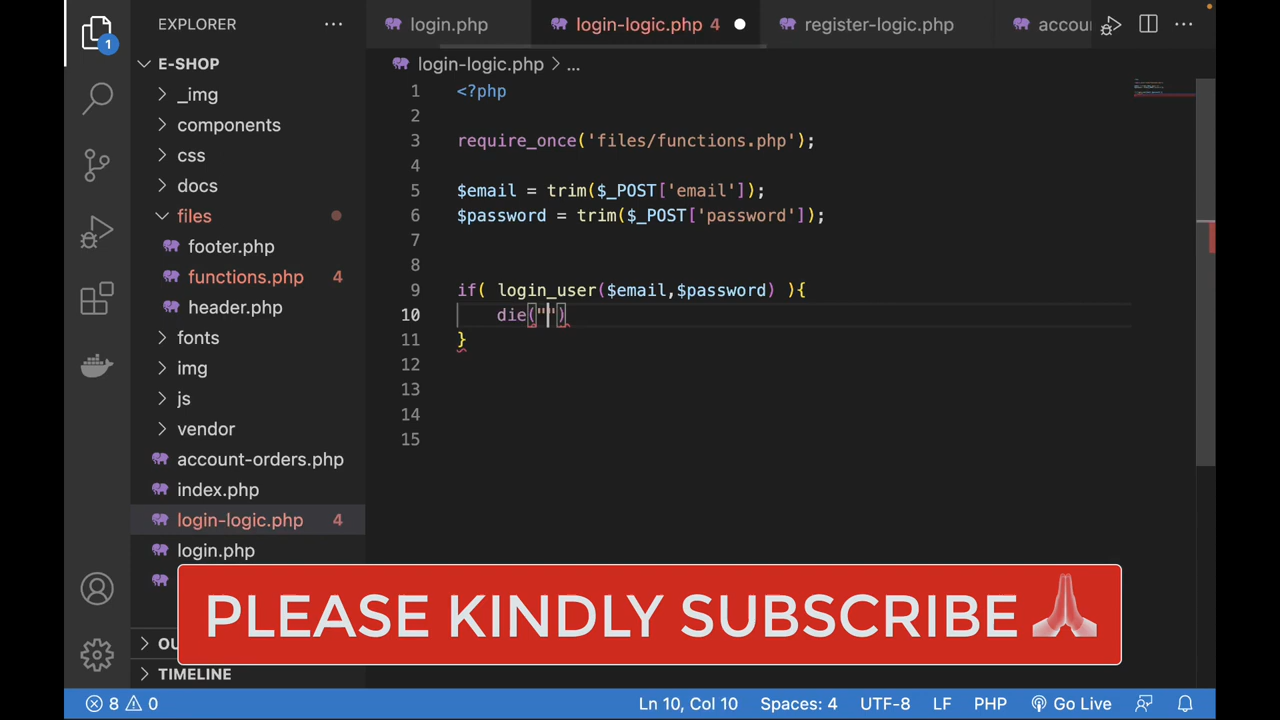 EXPLORER ···
login.php
login-logic.php 4
register-logic.php
accou
E-SHOP
_img
components
css
docs
files
footer.php
functions.php 4
header.php
fonts
img
js
vendor
account-orders.php
index.php
login-logic.php 4
login.php
login-logic.php > ...
1 <?php
2
3 require_once('files/functions.php');
4
5 $email = trim($_POST['email']);
6 $password = trim($_POST['password']);
7
8
9 if( login_user($email,$password) ){
10 die("")
11 }
12
13
14
15
1
PLEASE KINDLY SUBSCRIBE
OU
TIMELINE
8 0 Ln 10, Col 10 Spaces: 4 UTF-8 LF PHP Go Live